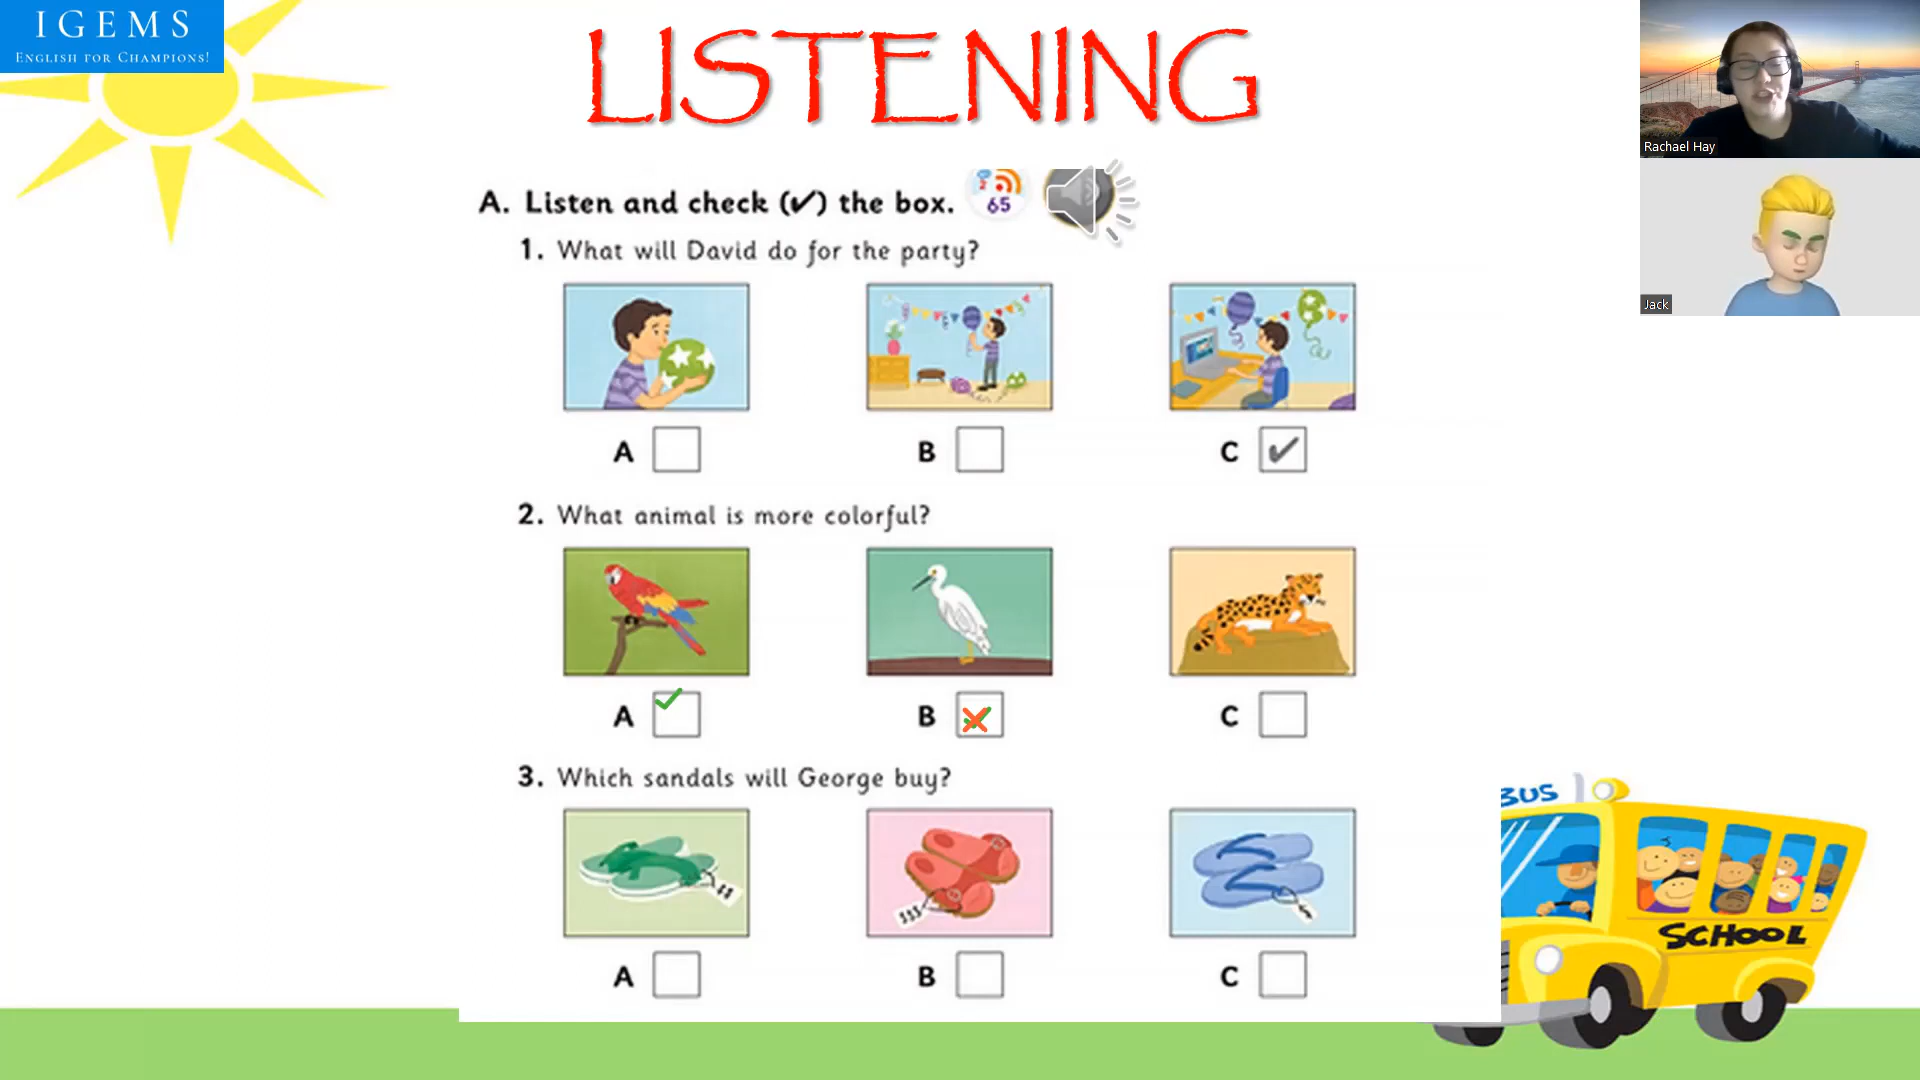 IGEMS
ENGLISH FOR CHAMPIONS!
LISTENING
Rachael Hay
Jack
A. Listen and check (✔) the box. 65
1. What will David do for the party?
A B C ✔
2. What animal is more colorful?
A B C
3. Which sandals will George buy?
$$ $$$ $
A B C
BUS
SCHOOL